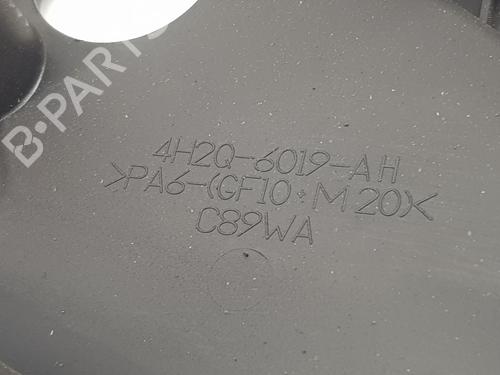 B-PARTS
4H2Q-6019-AH
>PA6-(GF10+M20)<
C89WA